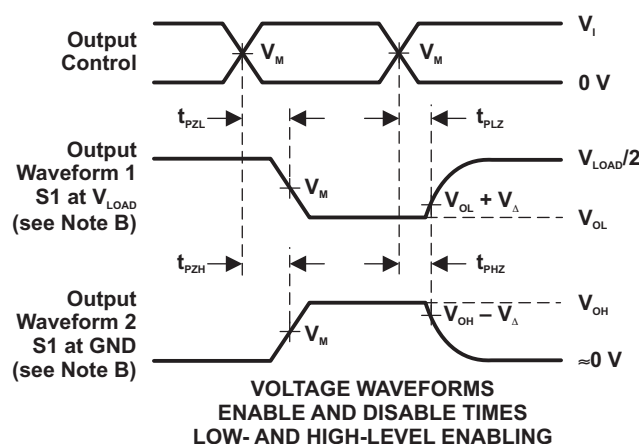 Output
Control
V_M
V_M
V_I
0 V
t_PZL
t_PLZ
Output
Waveform 1
S1 at V_LOAD
(see Note B)
V_M
V_LOAD/2
V_OL + V_Δ
V_OL
t_PZH
t_PHZ
Output
Waveform 2
S1 at GND
(see Note B)
V_M
V_OH
V_OH – V_Δ
≈0 V
VOLTAGE WAVEFORMS
ENABLE AND DISABLE TIMES
LOW- AND HIGH-LEVEL ENABLING